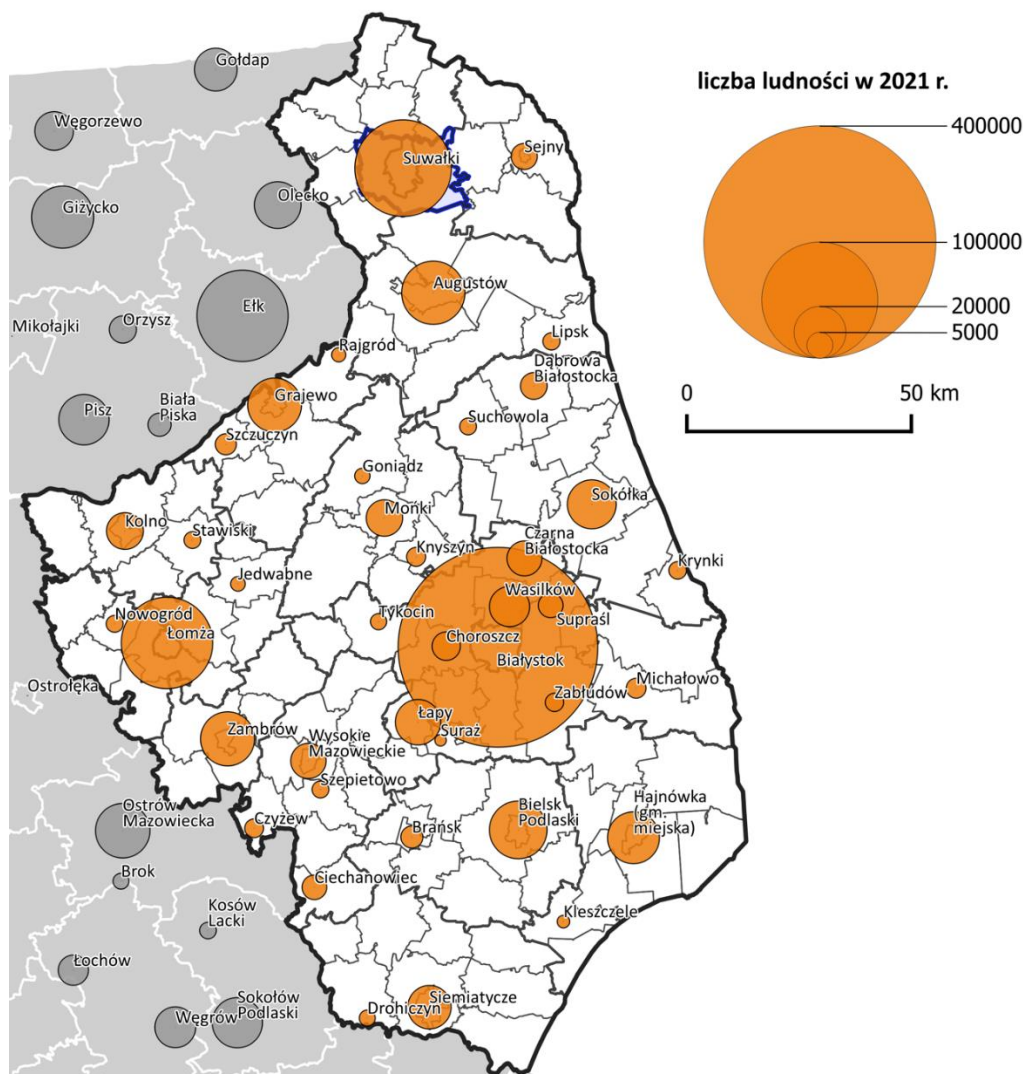 Gołdap
liczba ludności w 2021 r.
400000
Węgorzewo
Suwałki
Sejny
Giżycko
Olecko
100000
Augustów
Ełk
20000
Mikołajki
Orzysz
5000
Lipsk
Rajgród
Dąbrowa
Białostocka
Grajewo
0
50 km
Biała
Piska
Pisz
Suchowola
Szczuczyn
Goniądz
Sokółka
Mońki
Kolno
Stawiski
Czarna
Białostocka
Knyszyn
Krynki
Jedwabne
Wasilków
Nowogród
Tykocin
Supraśl
Łomża
Choroszcz
Białystok
Ostrołęka
Michałowo
Zabłudów
Łapy
Suraż
Zambrów
Wysokie
Mazowieckie
Szepietowo
Ostrów
Mazowiecka
Czyżew
Brańsk
Bielsk
Podlaski
Hajnówka
(gm.
miejska)
Brok
Ciechanowiec
Kosów
Lacki
Kleszczele
Łochów
Sokołów
Podlaski
Węgrów
Siemiatycze
Drohiczyn